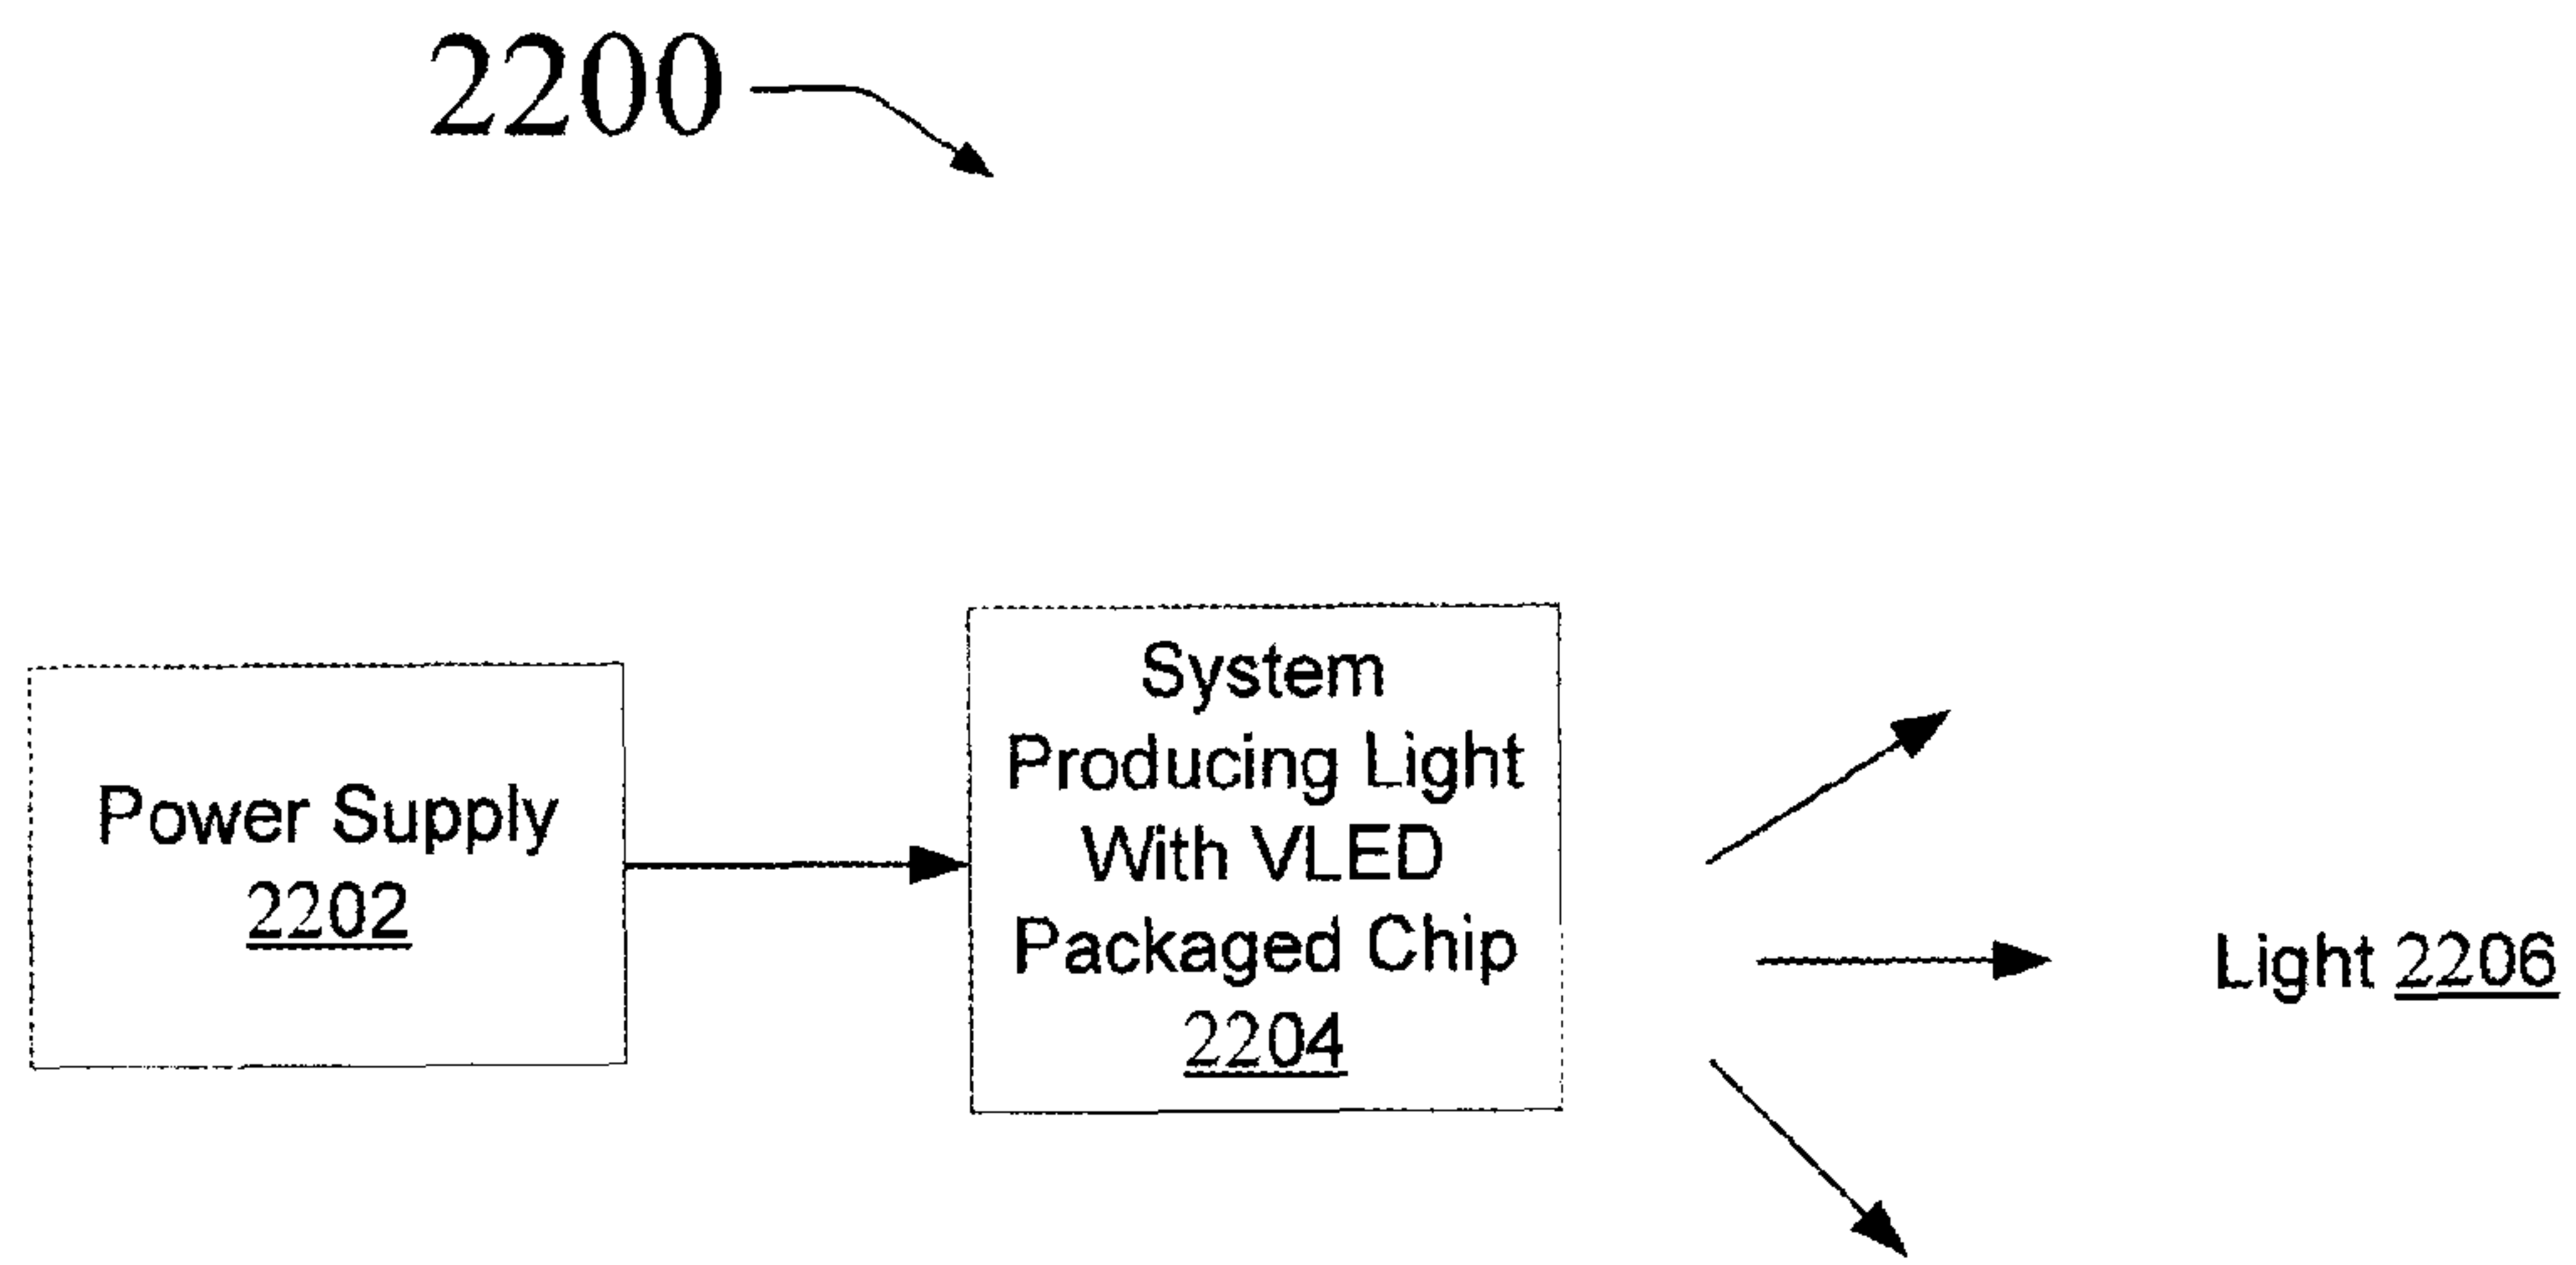 2200
Power Supply
2202
System
Producing Light
With VLED
Packaged Chip
2204
Light 2206